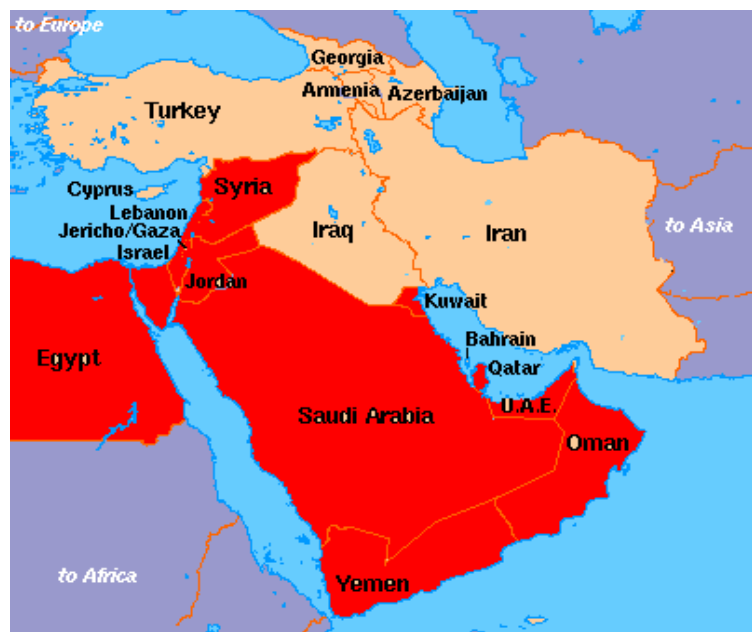 to Europe
Georgia
Armenia
Azerbaijan
Turkey
Cyprus
Syria
Lebanon
Jericho/Gaza
Israel
Iraq
Iran
to Asia
Jordan
Kuwait
Egypt
Bahrain
Qatar
U.A.E.
Saudi Arabia
Oman
to Africa
Yemen